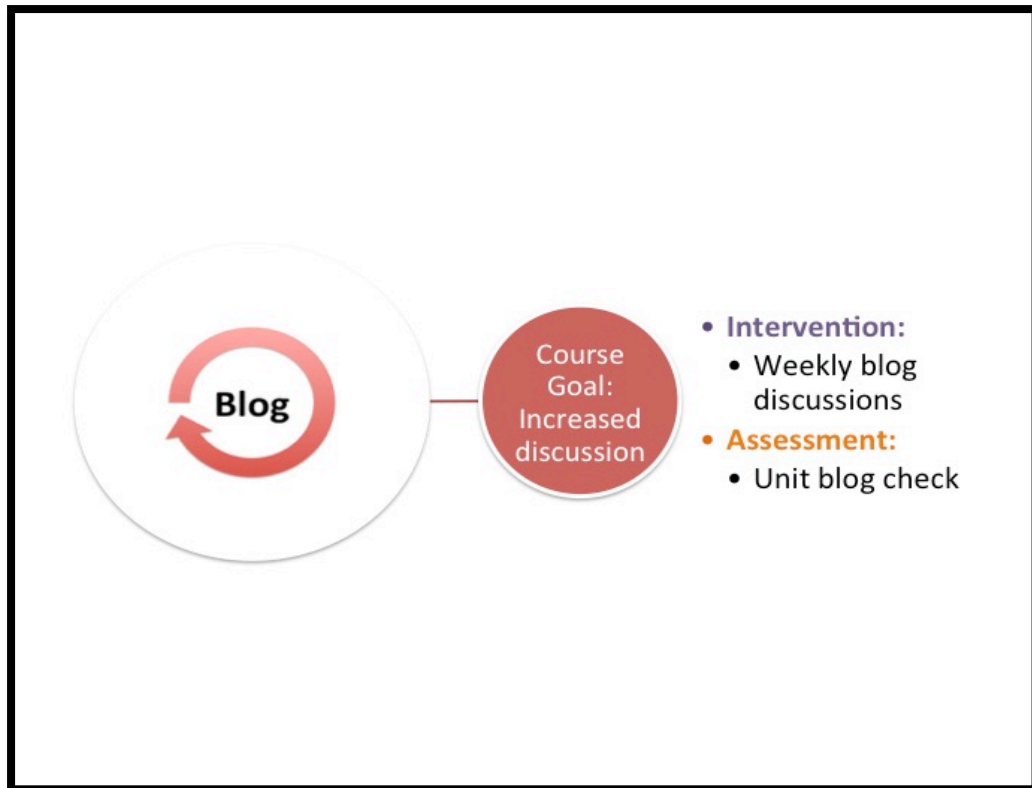 Blog
Course
Goal:
Increased
discussion
• Intervention:
• Weekly blog
discussions
• Assessment:
• Unit blog check